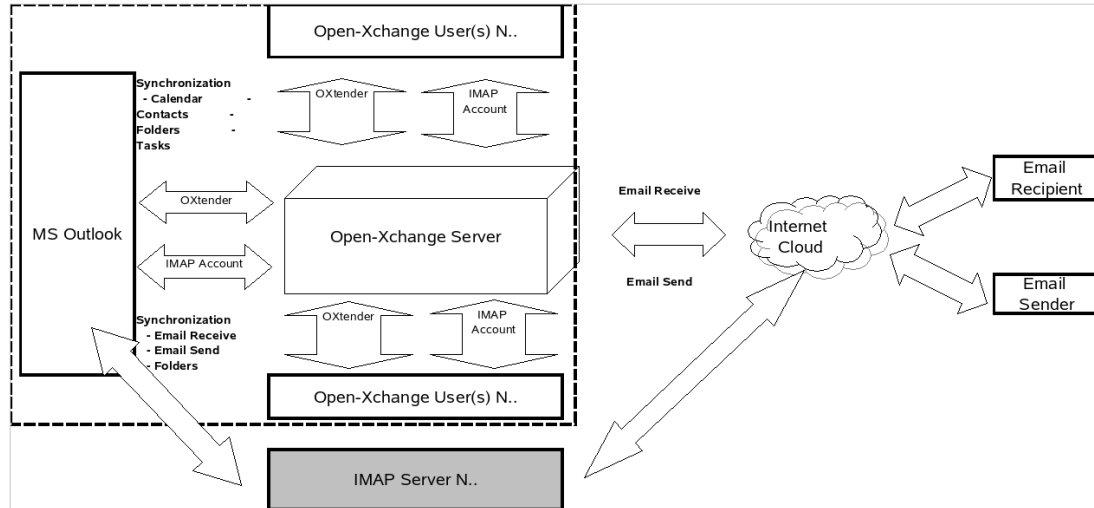 Open-Xchange User(s) N..
Synchronization
- Calendar -
Contacts -
Folders -
Tasks
OXtender
IMAP
Account
MS Outlook
OXtender
IMAP Account
Open-Xchange Server
Email Receive
Email Send
Internet
Cloud
Email
Recipient
Email
Sender
Synchronization
- Email Receive
- Email Send
- Folders
OXtender
IMAP
Account
Open-Xchange User(s) N..
IMAP Server N..